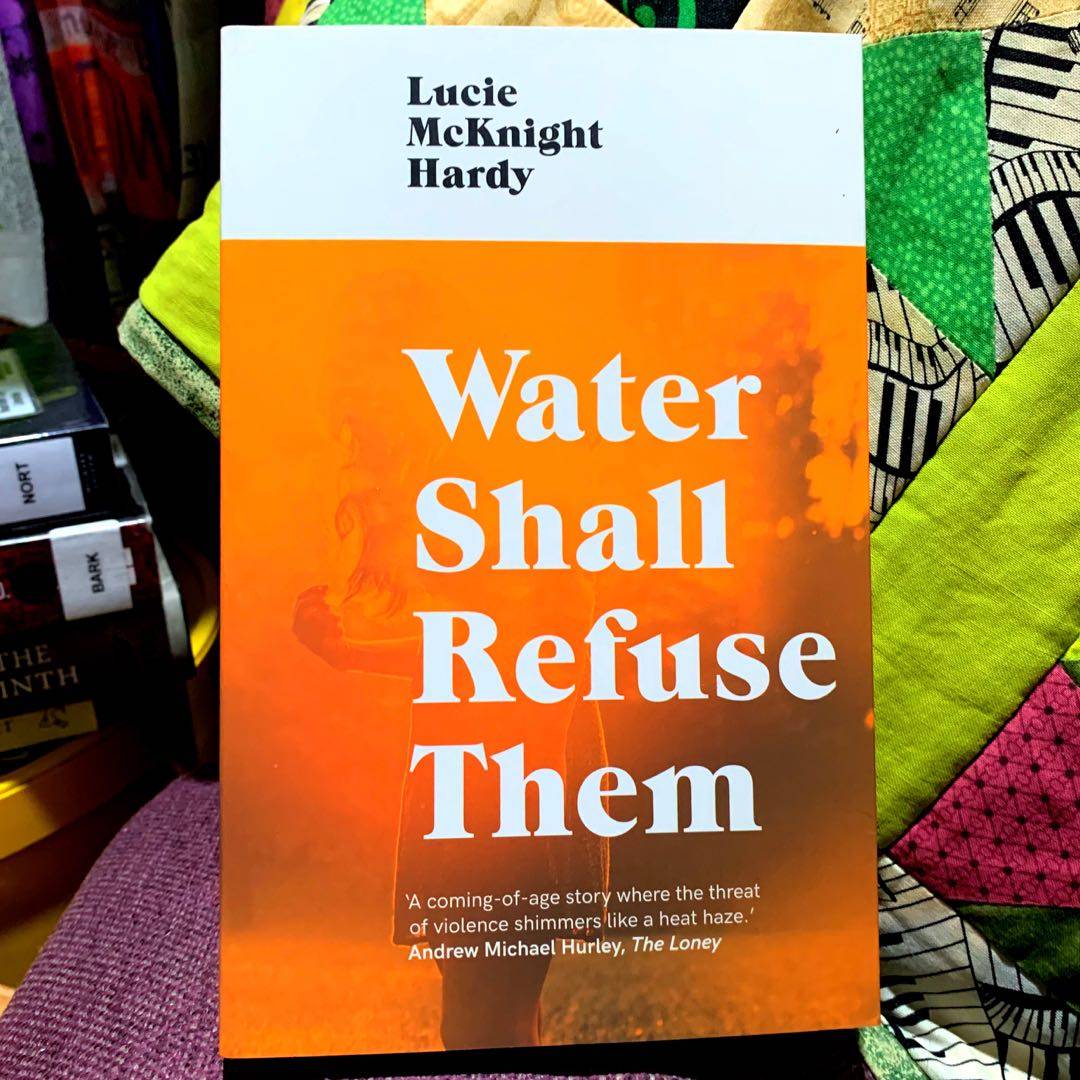 Lucie
McKnight
Hardy
Water
Shall
Refuse
Them
‘A coming-of-age story where the threat
of violence shimmers like a heat haze.’
Andrew Michael Hurley, The Loney
NORT
BARK
THE
INTH